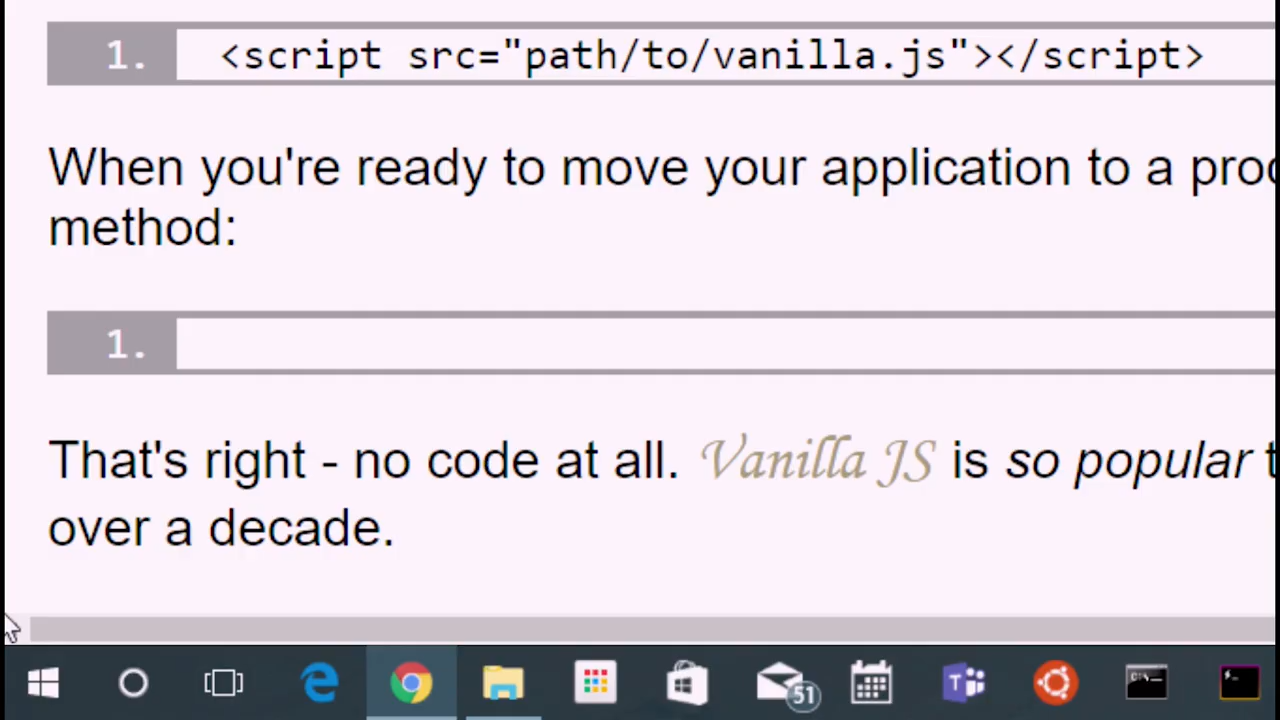 1. <script src="path/to/vanilla.js"></script>
When you're ready to move your application to a
method:
1.
That's right - no code at all. Vanilla JS is so popular
over a decade.
51